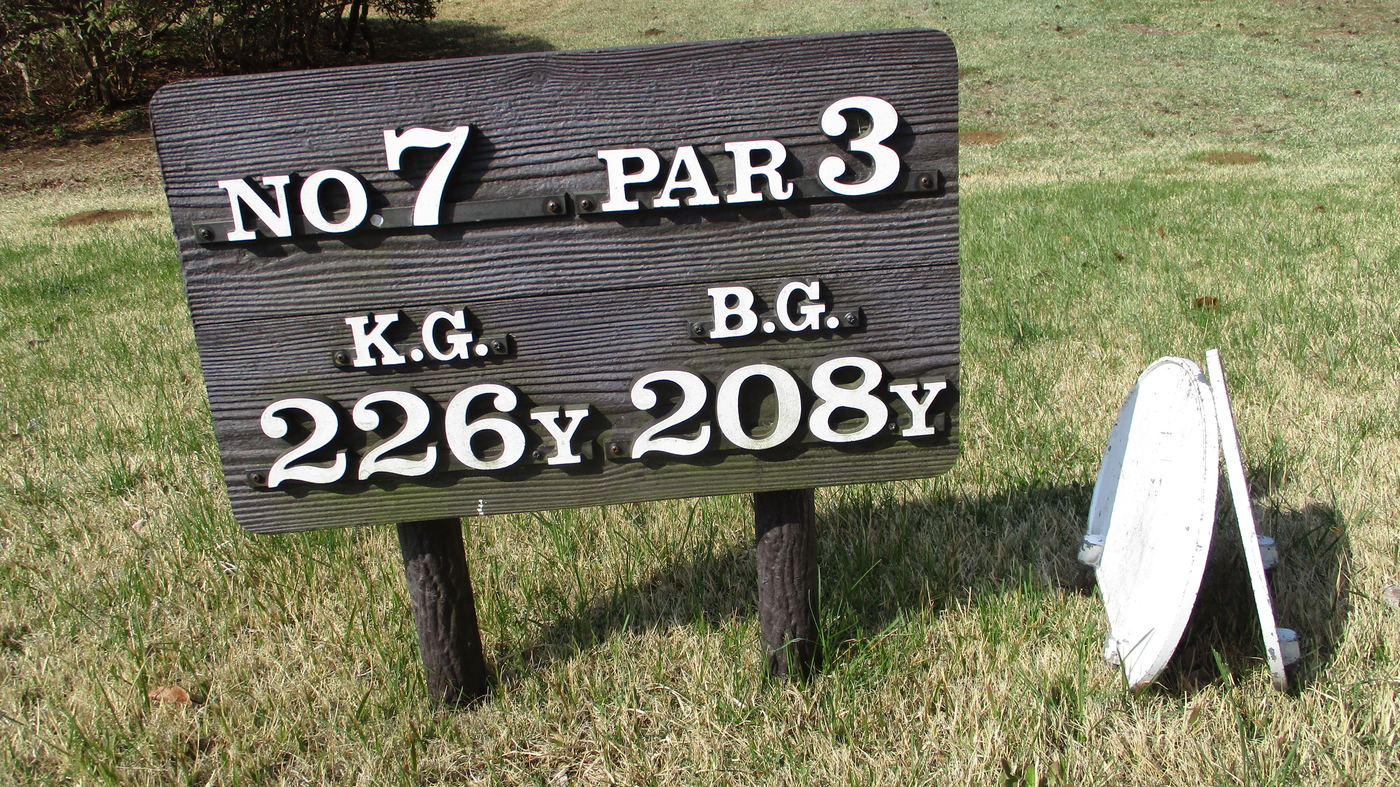 NO.7 PAR 3
K.G. B.G.
226Y 208Y